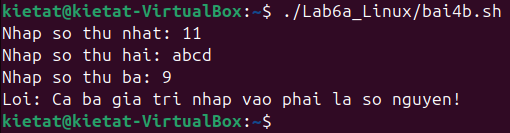 kietat@kietat-VirtualBox:~$ ./Lab6a_Linux/bai4b.sh
Nhap so thu nhat: 11
Nhap so thu hai: abcd
Nhap so thu ba: 9
Loi: Ca ba gia tri nhap vao phai la so nguyen!
kietat@kietat-VirtualBox:~$